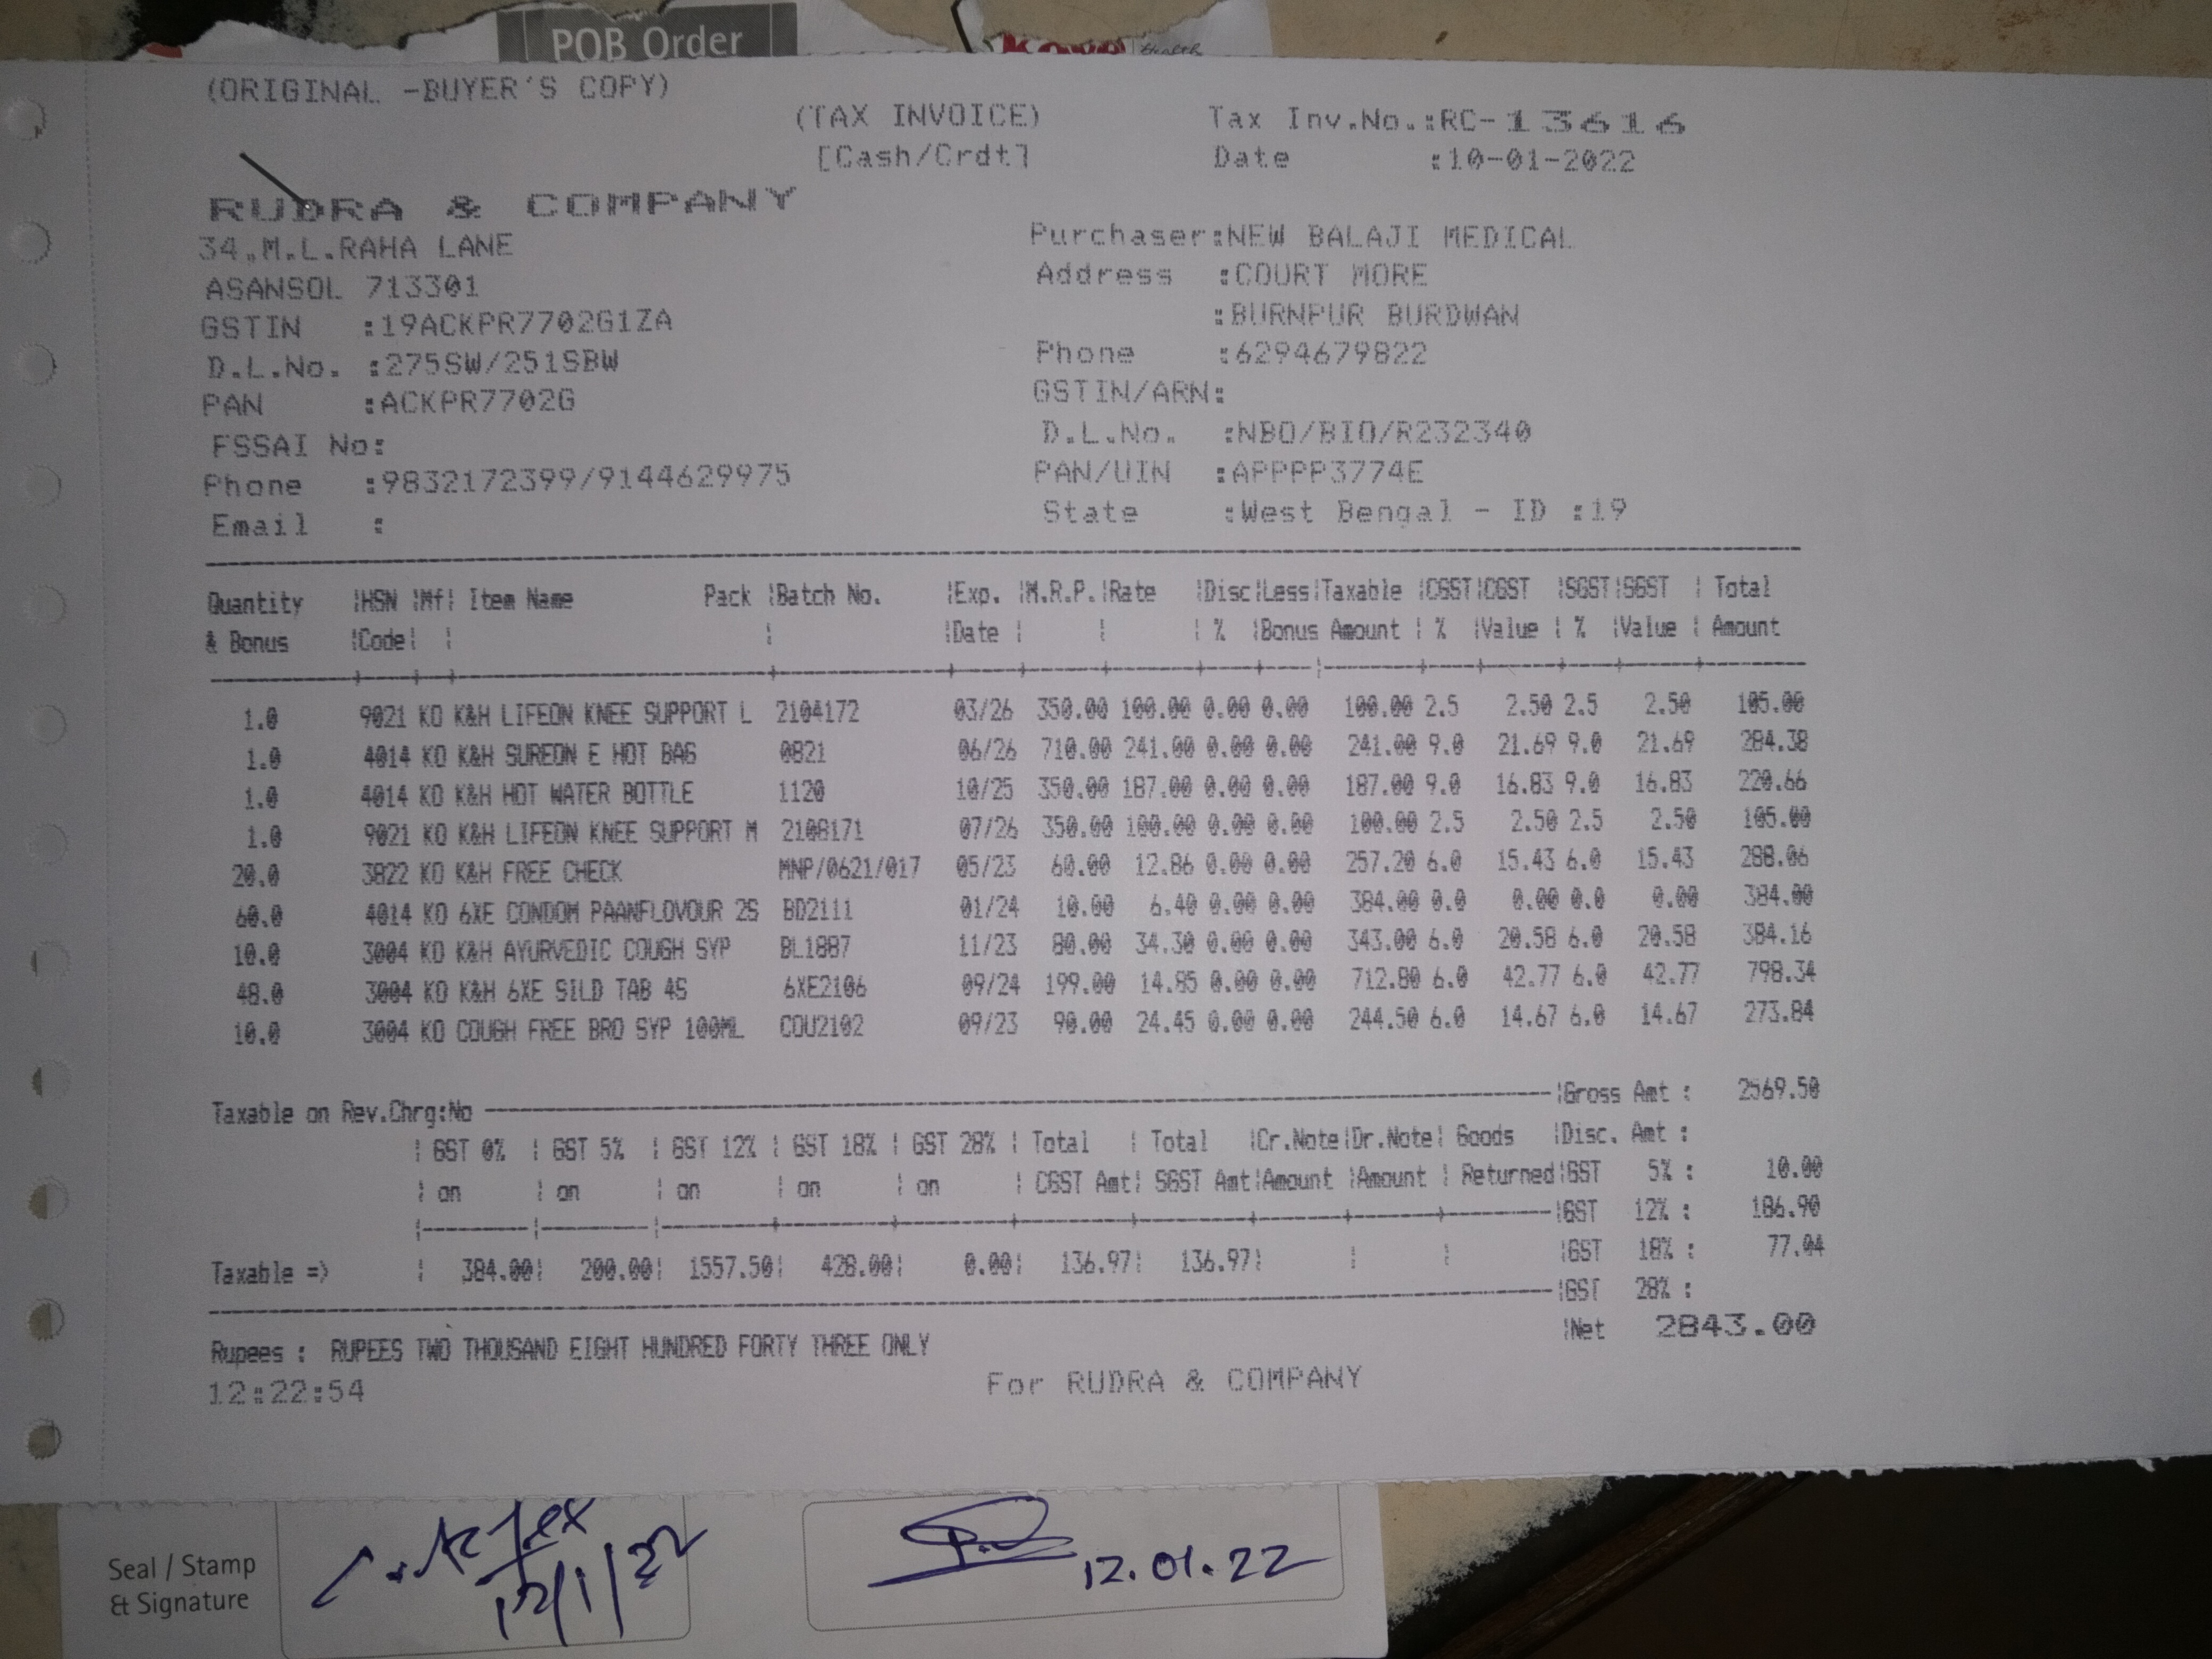 POB Order
Health
(ORIGINAL -BUYER'S COPY)
(TAX INVOICE) Tax Inv.No.:RC-13616
[Cash/Crdt] Date :10-01-2022
RUDRA & COMPANY
34,M.L.RAHA LANE
ASANSOL 713301
GSTIN :19ACKPR7702G1ZA
D.L.No. :275SW/251SBW
PAN :ACKPR7702G
FSSAI No:
Phone :9832172399/9144629975
Email :
Purchaser:NEW BALAJI MEDICAL
Address :COURT MORE
:BURNPUR BURDWAN
Phone :6294679822
GSTIN/ARN:
D.L.No. :NBO/BIO/R232340
PAN/UIN :APPPP3774E
State :West Bengal - ID :19
Quantity |HSN |Mf| Item Name Pack |Batch No. |Exp. |M.R.P.|Rate |Disc|Less|Taxable |CGST|CGST |SGST|SGST | Total
& Bonus |Code| | | |Date | | | % |Bonus Amount | % |Value | % |Value | Amount
1.0 9021 KO K&H LIFEON KNEE SUPPORT L 2104172 03/26 350.00 100.00 0.00 0.00 100.00 2.5 2.50 2.5 2.50 105.00
1.0 4014 KO K&H SUREON E HOT BAG 0821 06/26 710.00 241.00 0.00 0.00 241.00 9.0 21.69 9.0 21.69 284.38
1.0 4014 KO K&H HOT WATER BOTTLE 1120 10/25 350.00 187.00 0.00 0.00 187.00 9.0 16.83 9.0 16.83 220.66
1.0 9021 KO K&H LIFEON KNEE SUPPORT M 2108171 07/26 350.00 100.00 0.00 0.00 100.00 2.5 2.50 2.5 2.50 105.00
20.0 3822 KO K&H FREE CHECK MNP/0621/017 05/23 60.00 12.86 0.00 0.00 257.20 6.0 15.43 6.0 15.43 288.06
60.0 4014 KO 6XE CONDOM PAANFLOVOUR 2S BD2111 01/24 10.00 6.40 0.00 0.00 384.00 0.0 0.00 0.0 0.00 384.00
10.0 3004 KO K&H AYURVEDIC COUGH SYP BL1887 11/23 80.00 34.30 0.00 0.00 343.00 6.0 20.58 6.0 20.58 384.16
48.0 3004 KO K&H 6XE SILD TAB 4S 6XE2106 09/24 199.00 14.85 0.00 0.00 712.80 6.0 42.77 6.0 42.77 798.34
10.0 3004 KO COUGH FREE BRO SYP 100ML COU2102 09/23 90.00 24.45 0.00 0.00 244.50 6.0 14.67 6.0 14.67 273.84
Taxable on Rev.Chrg:No |Gross Amt : 2569.50
| GST 0% | GST 5% | GST 12% | GST 18% | GST 28% | Total | Total |Cr.Note|Dr.Note| Goods |Disc. Amt :
| on | on | on | on | on | CGST Amt| SGST Amt|Amount |Amount | Returned|GST 5% : 10.00
|GST 12% : 186.90
Taxable => | 384.00| 200.00| 1557.50| 428.00| 0.00| 136.97| 136.97| | | |GST 18% : 77.04
|GST 28% :
|Net 2843.00
Rupees : RUPEES TWO THOUSAND EIGHT HUNDRED FORTY THREE ONLY
12:22:54 For RUDRA & COMPANY
Seal / Stamp
& Signature
12/1/22
12.01.22